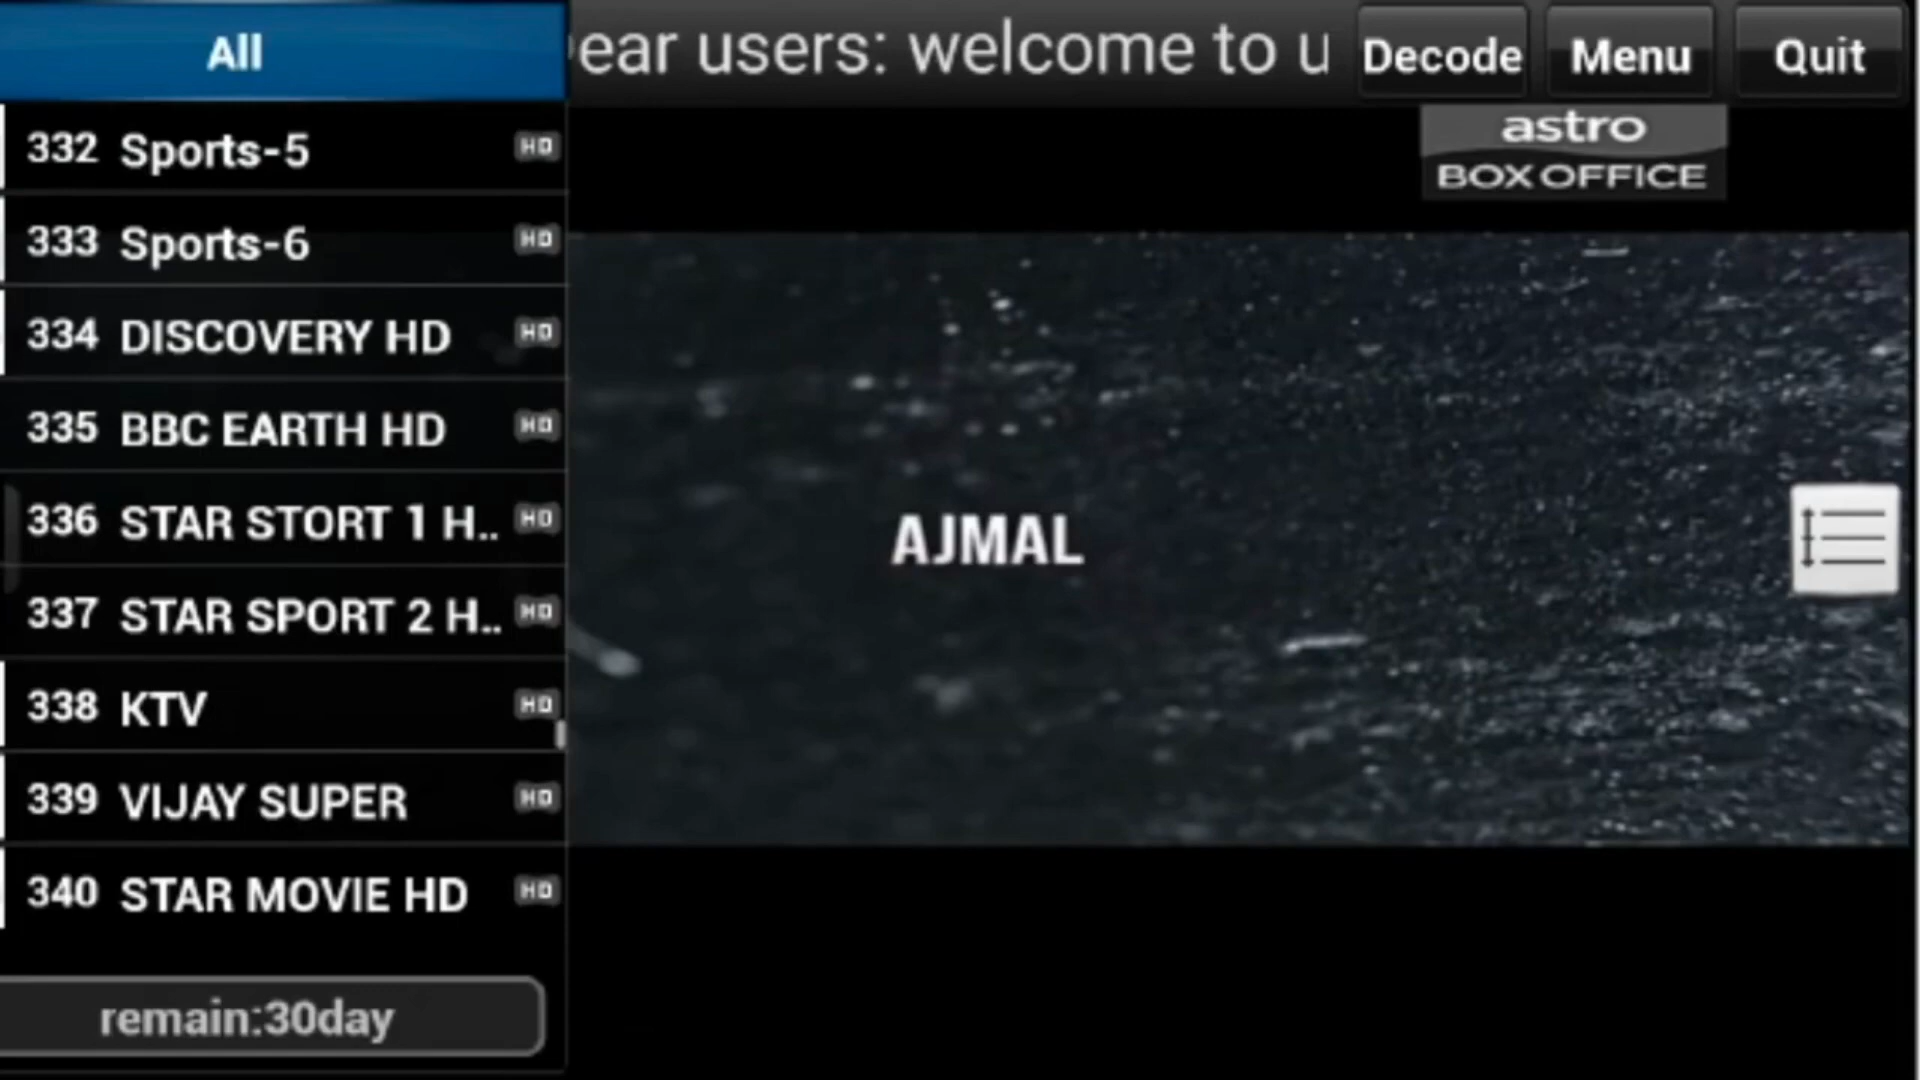 All
ear users: welcome to u
Decode
Menu
Quit
astro
BOX OFFICE
332 Sports-5 HD
333 Sports-6 HD
334 DISCOVERY HD HD
335 BBC EARTH HD HD
336 STAR STORT 1 H.. HD
337 STAR SPORT 2 H.. HD
338 KTV HD
339 VIJAY SUPER HD
340 STAR MOVIE HD HD
AJMAL
remain:30day